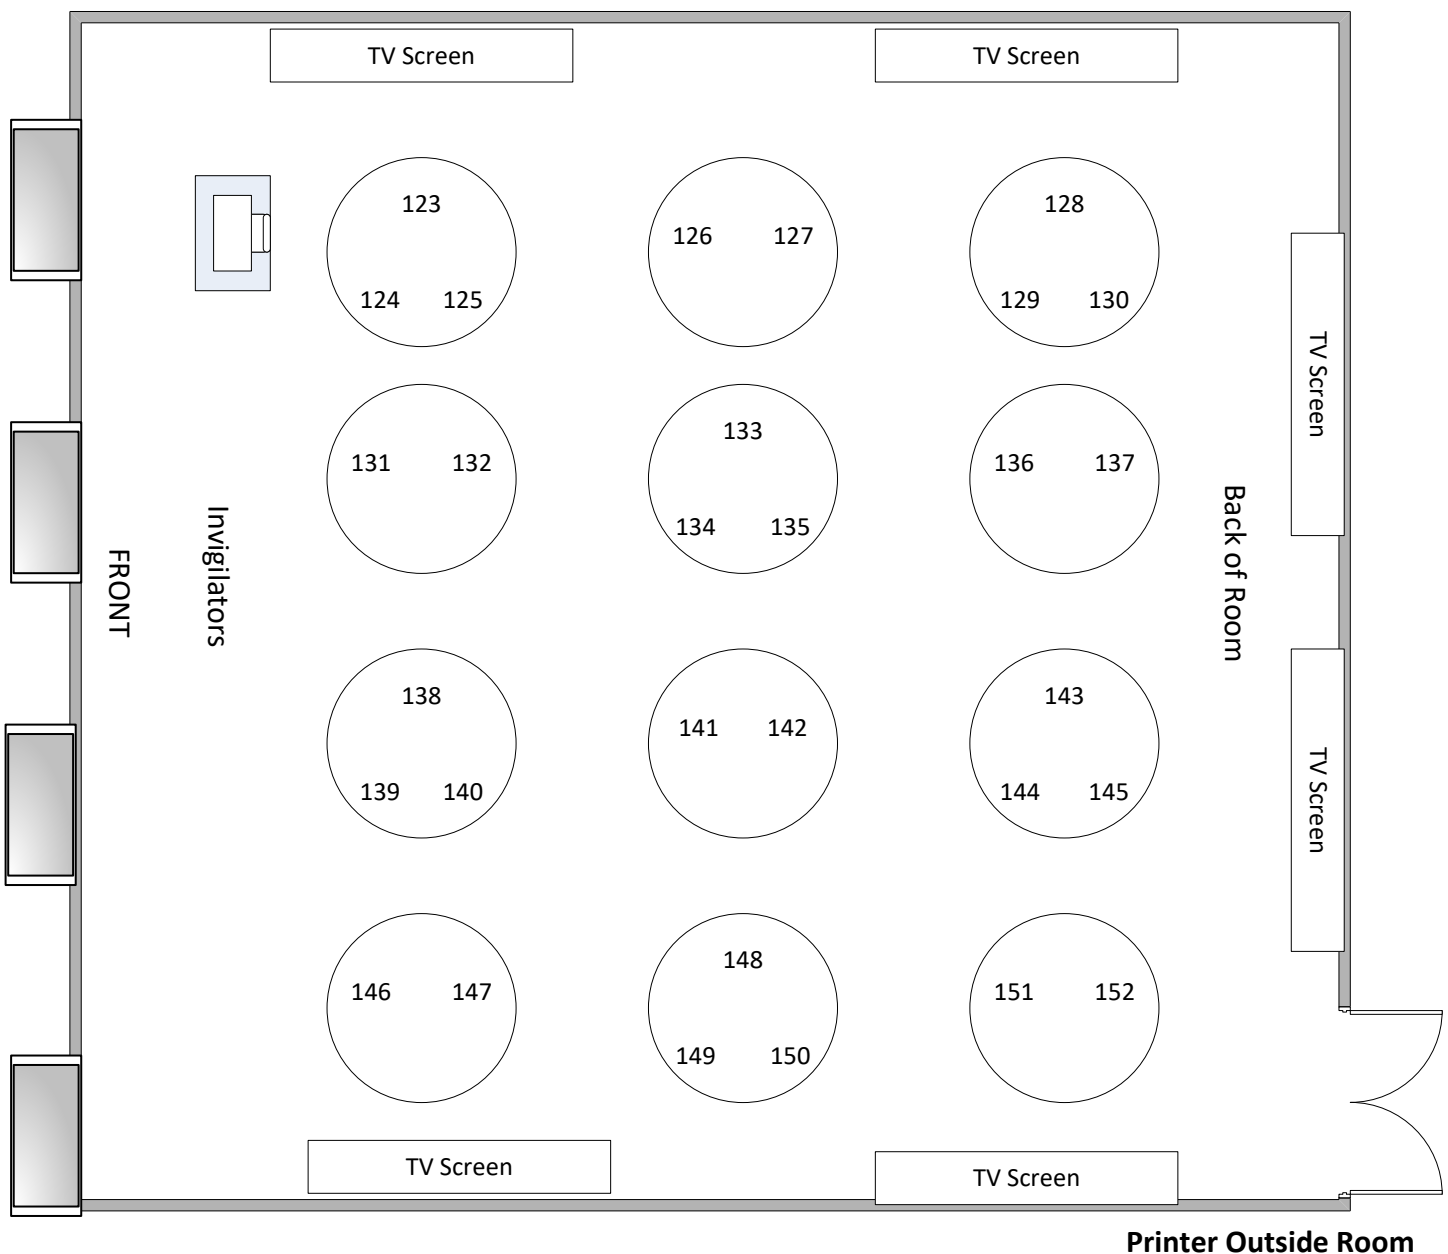 TV Screen
TV Screen
123
126 127
128
124 125
129 130
TV Screen
131 132
133
136 137
134 135
Back of Room
Invigilators
FRONT
138
141 142
143
139 140
144 145
TV Screen
146 147
148
151 152
149 150
TV Screen
TV Screen
Printer Outside Room